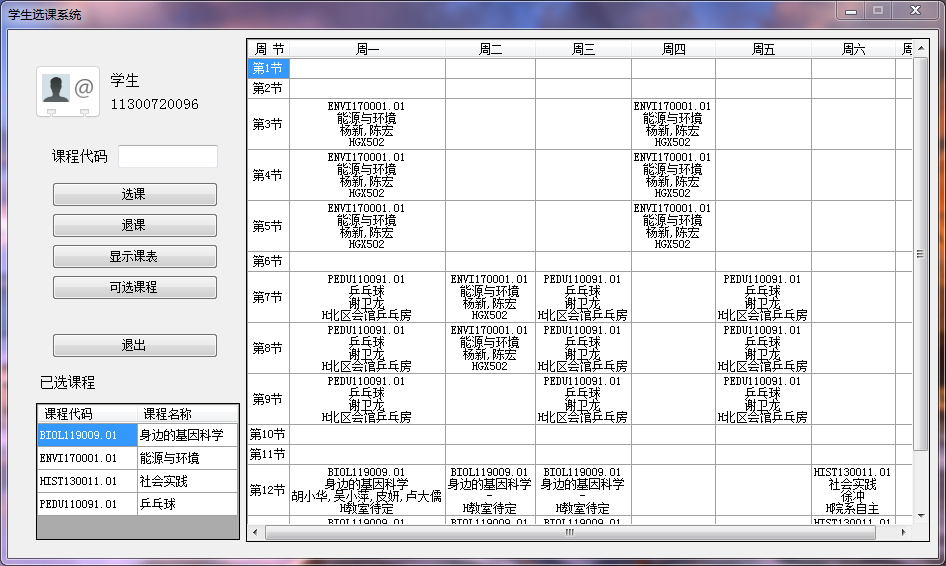 学生选课系统
学生
11300720096
课程代码
选课
退课
显示课表
可选课程
退出
已选课程
课程代码 课程名称
BIOL119009.01 身边的基因科学
ENVI170001.01 能源与环境
HIST130011.01 社会实践
PEDU110091.01 乒乓球
周 节 周一 周二 周三 周四 周五 周六
第1节
第2节
第3节
ENVI170001.01 ENVI170001.01
能源与环境 能源与环境
杨新,陈宏 杨新,陈宏
HGX502 HGX502
第4节
ENVI170001.01 ENVI170001.01
能源与环境 能源与环境
杨新,陈宏 杨新,陈宏
HGX502 HGX502
第5节
ENVI170001.01 ENVI170001.01
能源与环境 能源与环境
杨新,陈宏 杨新,陈宏
HGX502 HGX502
第6节
第7节
PEDU110091.01 ENVI170001.01 PEDU110091.01 PEDU110091.01
乒乓球 能源与环境 乒乓球 乒乓球
谢卫龙 杨新,陈宏 谢卫龙 谢卫龙
H北区会馆乒乓房 HGX502 H北区会馆乒乓房 H北区会馆乒乓房
第8节
PEDU110091.01 ENVI170001.01 PEDU110091.01 PEDU110091.01
乒乓球 能源与环境 乒乓球 乒乓球
谢卫龙 杨新,陈宏 谢卫龙 谢卫龙
H北区会馆乒乓房 HGX502 H北区会馆乒乓房 H北区会馆乒乓房
第9节
PEDU110091.01 PEDU110091.01 PEDU110091.01
乒乓球 乒乓球 乒乓球
谢卫龙 谢卫龙 谢卫龙
H北区会馆乒乓房 H北区会馆乒乓房 H北区会馆乒乓房
第10节
第11节
第12节
BIOL119009.01 BIOL119009.01 BIOL119009.01 HIST130011.01
身边的基因科学 身边的基因科学 身边的基因科学 社会实践
胡小华,吴小萍,皮妍,卢大儒 - - 徐冲
H教室待定 H教室待定 H教室待定 H院系自主
BIOL119009.01 BIOL119009.01 BIOL119009.01 HIST130011.01